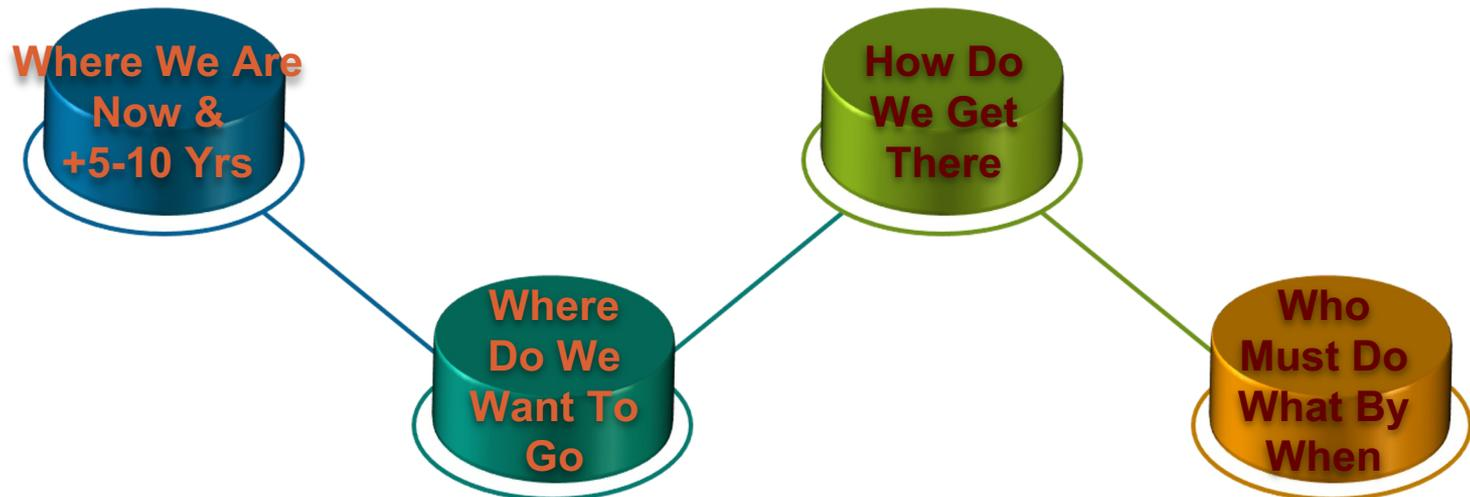 Where We Are
Now &
+5-10 Yrs
Where
Do We
Want To
Go
How Do
We Get
There
Who
Must Do
What By
When